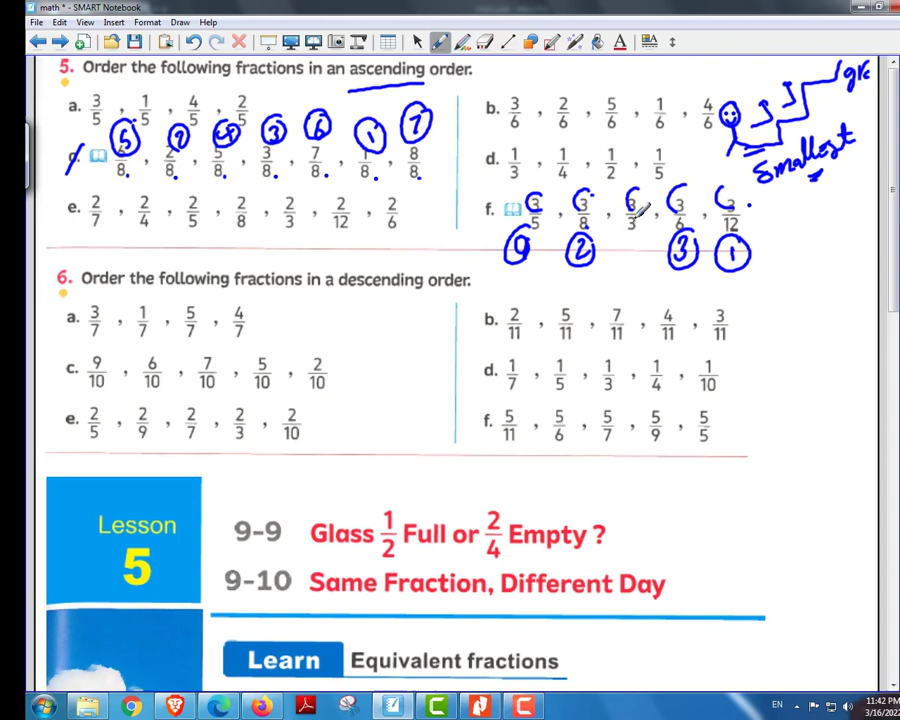 math * - SMART Notebook
File Edit View Insert Format Draw Help
5. Order the following fractions in an ascending order.
a. 3/5 , 1/5 , 4/5 , 2/5
b. 3/6 , 2/6 , 5/6 , 1/6 , 4/6
5 2 4 3 6 1 7
/8 , 2/8 , 5/8 , 3/8 , 7/8 , 1/8 , 8/8
d. 1/3 , 1/4 , 1/2 , 1/5
Smallest
e. 2/7 , 2/4 , 2/5 , 2/8 , 2/3 , 2/12 , 2/6
f. 3/5 , 3/8 , 3/3 , 3/6 , 3/12
2 3 1
6. Order the following fractions in a descending order.
a. 3/7 , 1/7 , 5/7 , 4/7
b. 2/11 , 5/11 , 7/11 , 4/11 , 3/11
c. 9/10 , 6/10 , 7/10 , 5/10 , 2/10
d. 1/7 , 1/5 , 1/3 , 1/4 , 1/10
e. 2/5 , 2/9 , 2/7 , 2/3 , 2/10
f. 5/11 , 5/6 , 5/7 , 5/9 , 5/5
Lesson
5
9-9 Glass 1/2 Full or 2/4 Empty ?
9-10 Same Fraction, Different Day
Learn Equivalent fractions
EN
11:42 PM